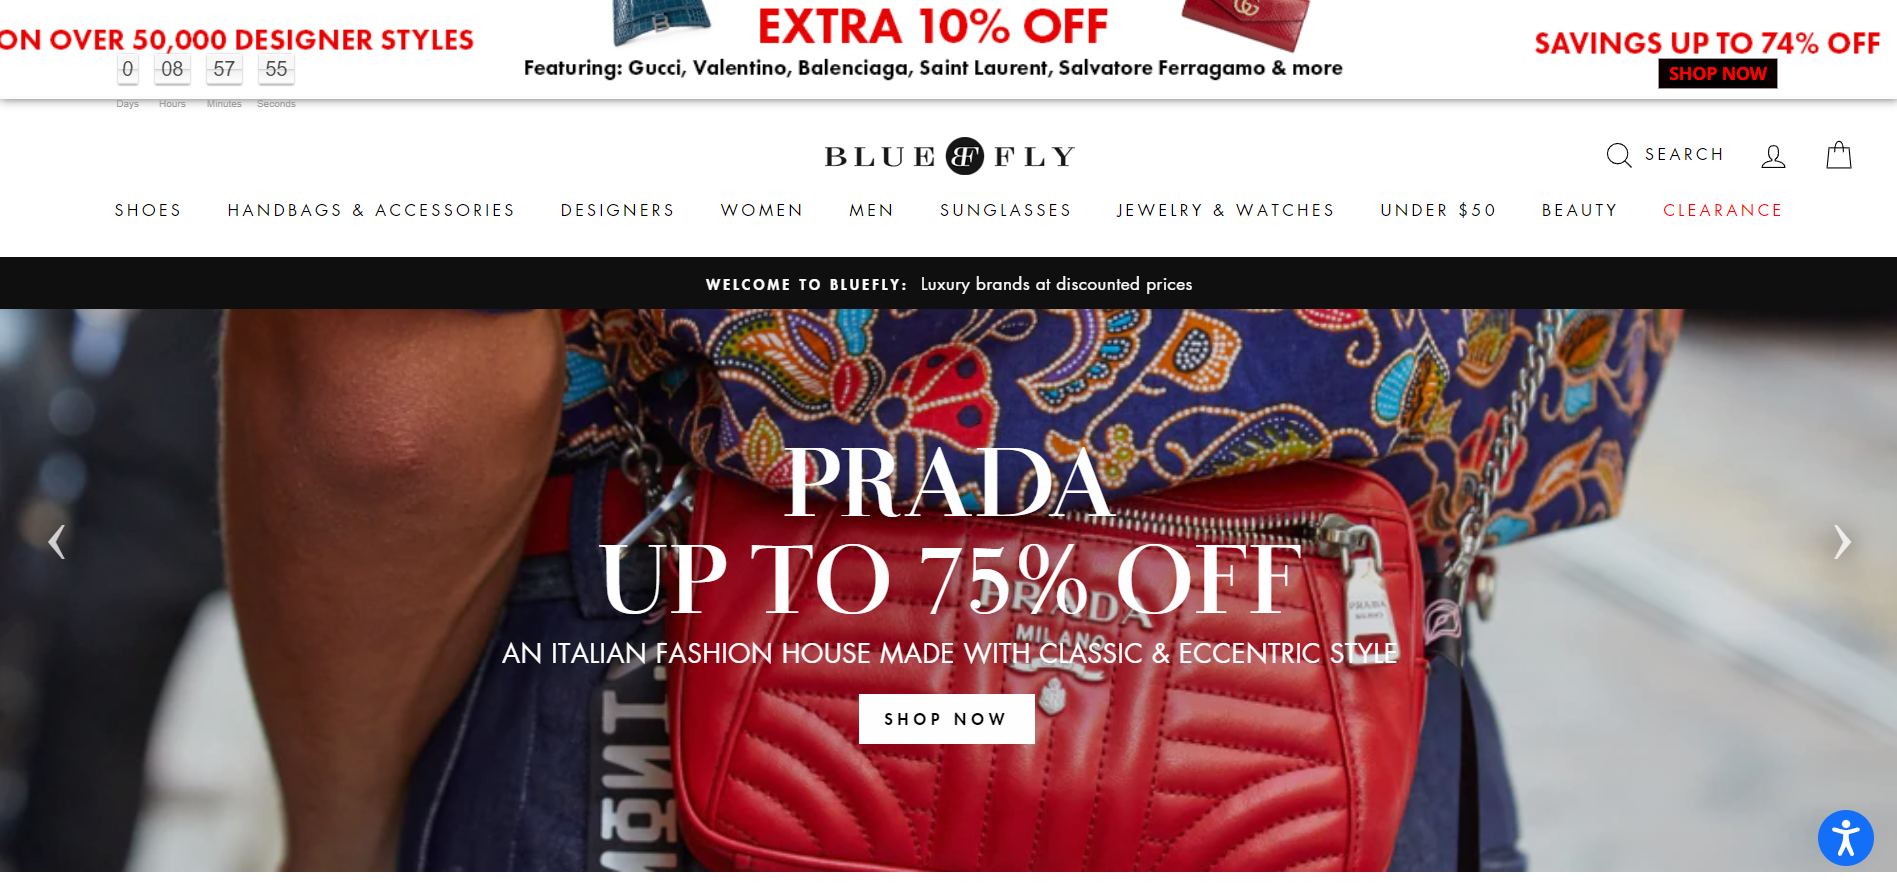 ON OVER 50,000 DESIGNER STYLES
EXTRA 10% OFF
Featuring: Gucci, Valentino, Balenciaga, Saint Laurent, Salvatore Ferragamo & more
SAVINGS UP TO 74% OFF
SHOP NOW
0 08 57 55
Days Hours Minutes Seconds
BLUE BF FLY
SEARCH
SHOES HANDBAGS & ACCESSORIES DESIGNERS WOMEN MEN SUNGLASSES JEWELRY & WATCHES UNDER $50 BEAUTY CLEARANCE
WELCOME TO BLUEFLY: Luxury brands at discounted prices
PRADA
UP TO 75% OFF
AN ITALIAN FASHION HOUSE MADE WITH CLASSIC & ECCENTRIC STYLE
SHOP NOW
PRADA
MILANO
PRADA